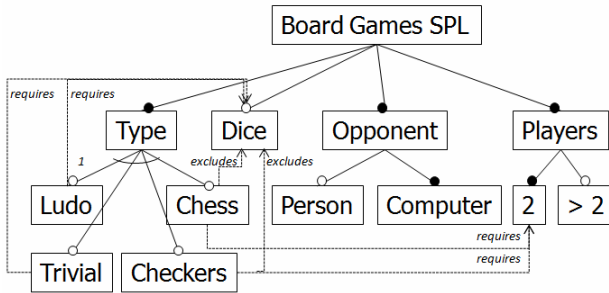 Board Games SPL
requires requires
Type Dice Opponent Players
1 excludes excludes
Ludo Chess Person Computer 2 > 2
requires
requires
Trivial Checkers